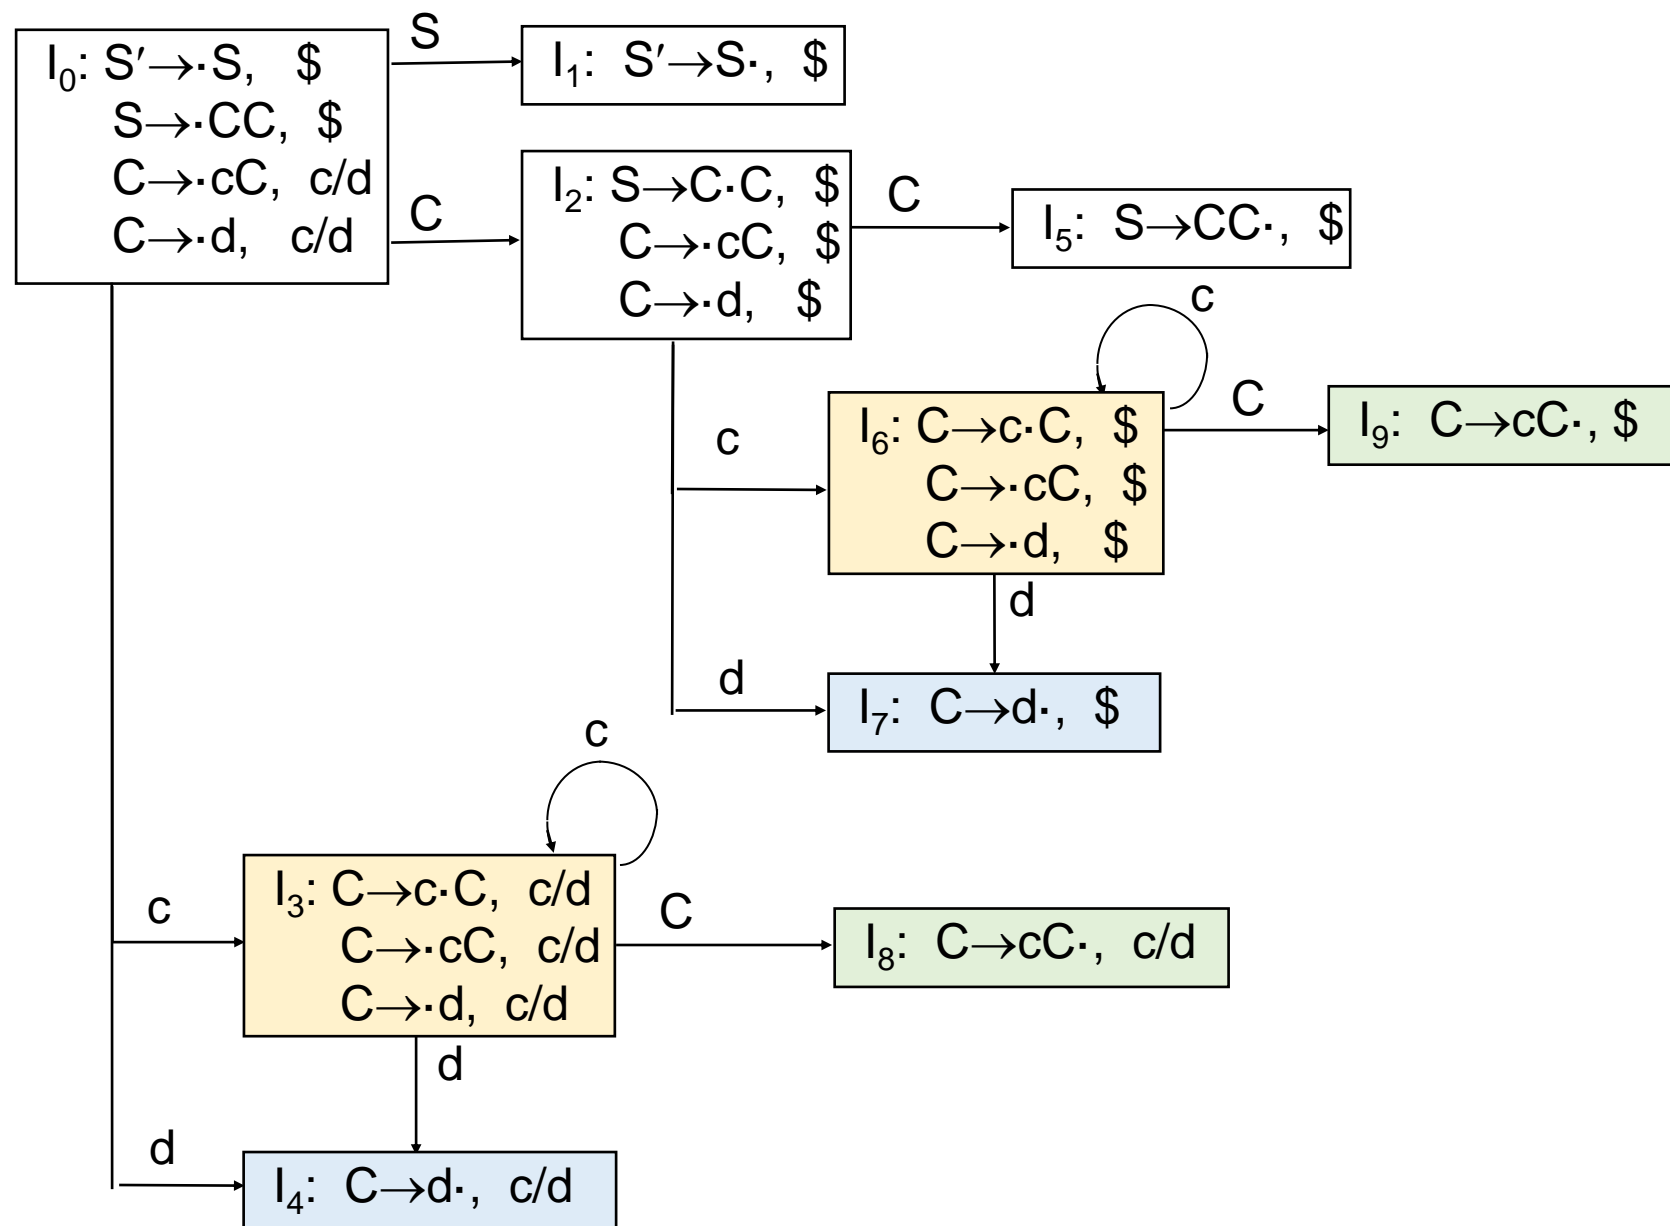 I₀: S′→·S, $
S→·CC, $
C→·cC, c/d
C→·d, c/d
S
I₁: S′→S·, $
C
I₂: S→C·C, $
C→·cC, $
C→·d, $
C
I₅: S→CC·, $
c
c
I₆: C→c·C, $
C→·cC, $
C→·d, $
C
I₉: C→cC·, $
d
d
I₇: C→d·, $
c
c
I₃: C→c·C, c/d
C→·cC, c/d
C→·d, c/d
C
I₈: C→cC·, c/d
d
d
I₄: C→d·, c/d